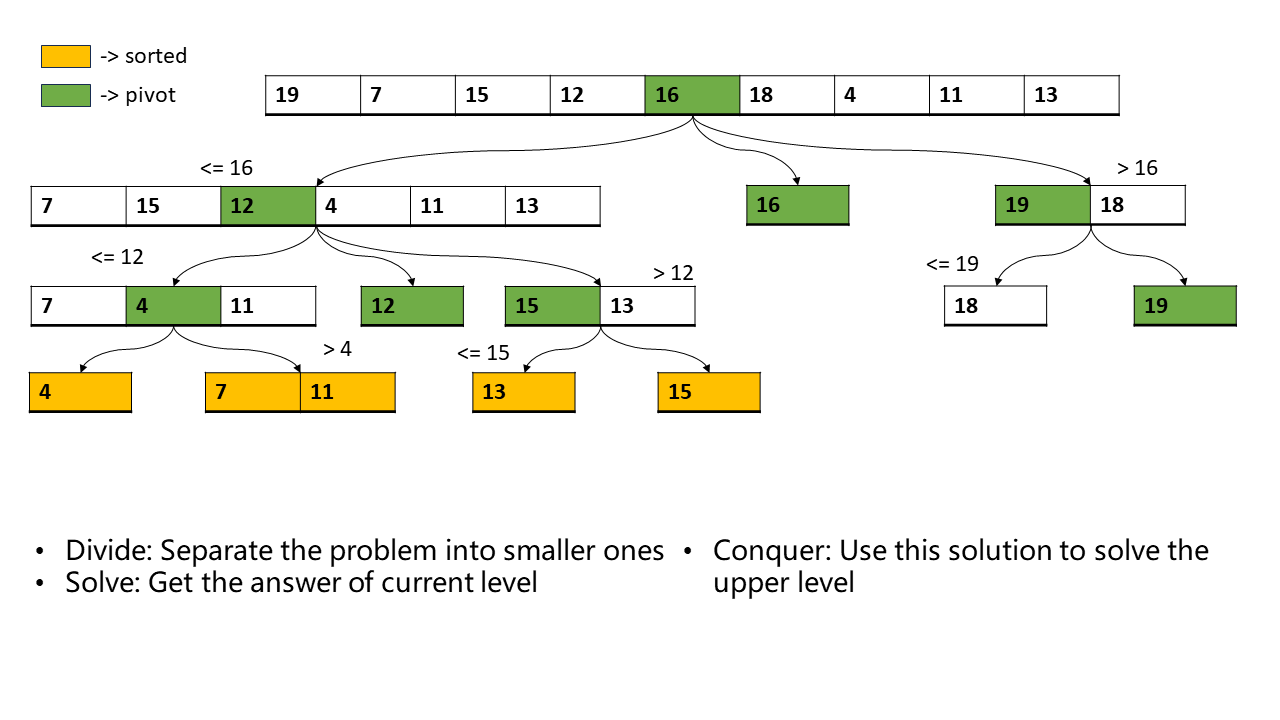 -> sorted
-> pivot
19 7 15 12 16 18 4 11 13
<= 16
> 16
7 15 12 4 11 13
16
19 18
<= 12
> 12
<= 19
7 4 11
12
15 13
18
19
> 4
<= 15
4
7 11
13
15
• Divide: Separate the problem into smaller ones
• Solve: Get the answer of current level
• Conquer: Use this solution to solve the
upper level